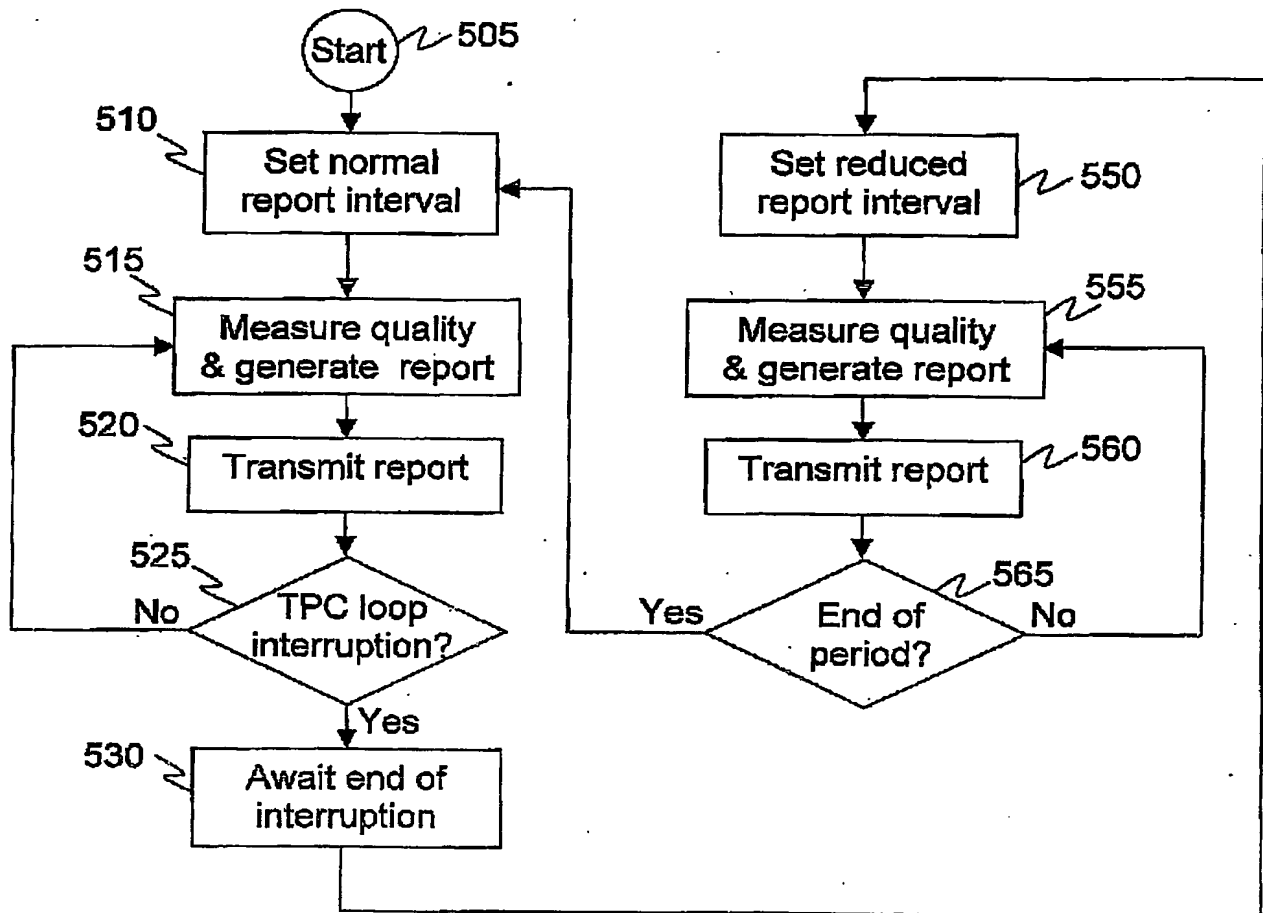 Start
505
510
Set normal
report interval
515
Measure quality
& generate report
520
Transmit report
525
TPC loop
interruption?
No
Yes
530
Await end of
interruption
Set reduced
report interval
550
555
Measure quality
& generate report
Transmit report
560
565
End of
period?
Yes
No